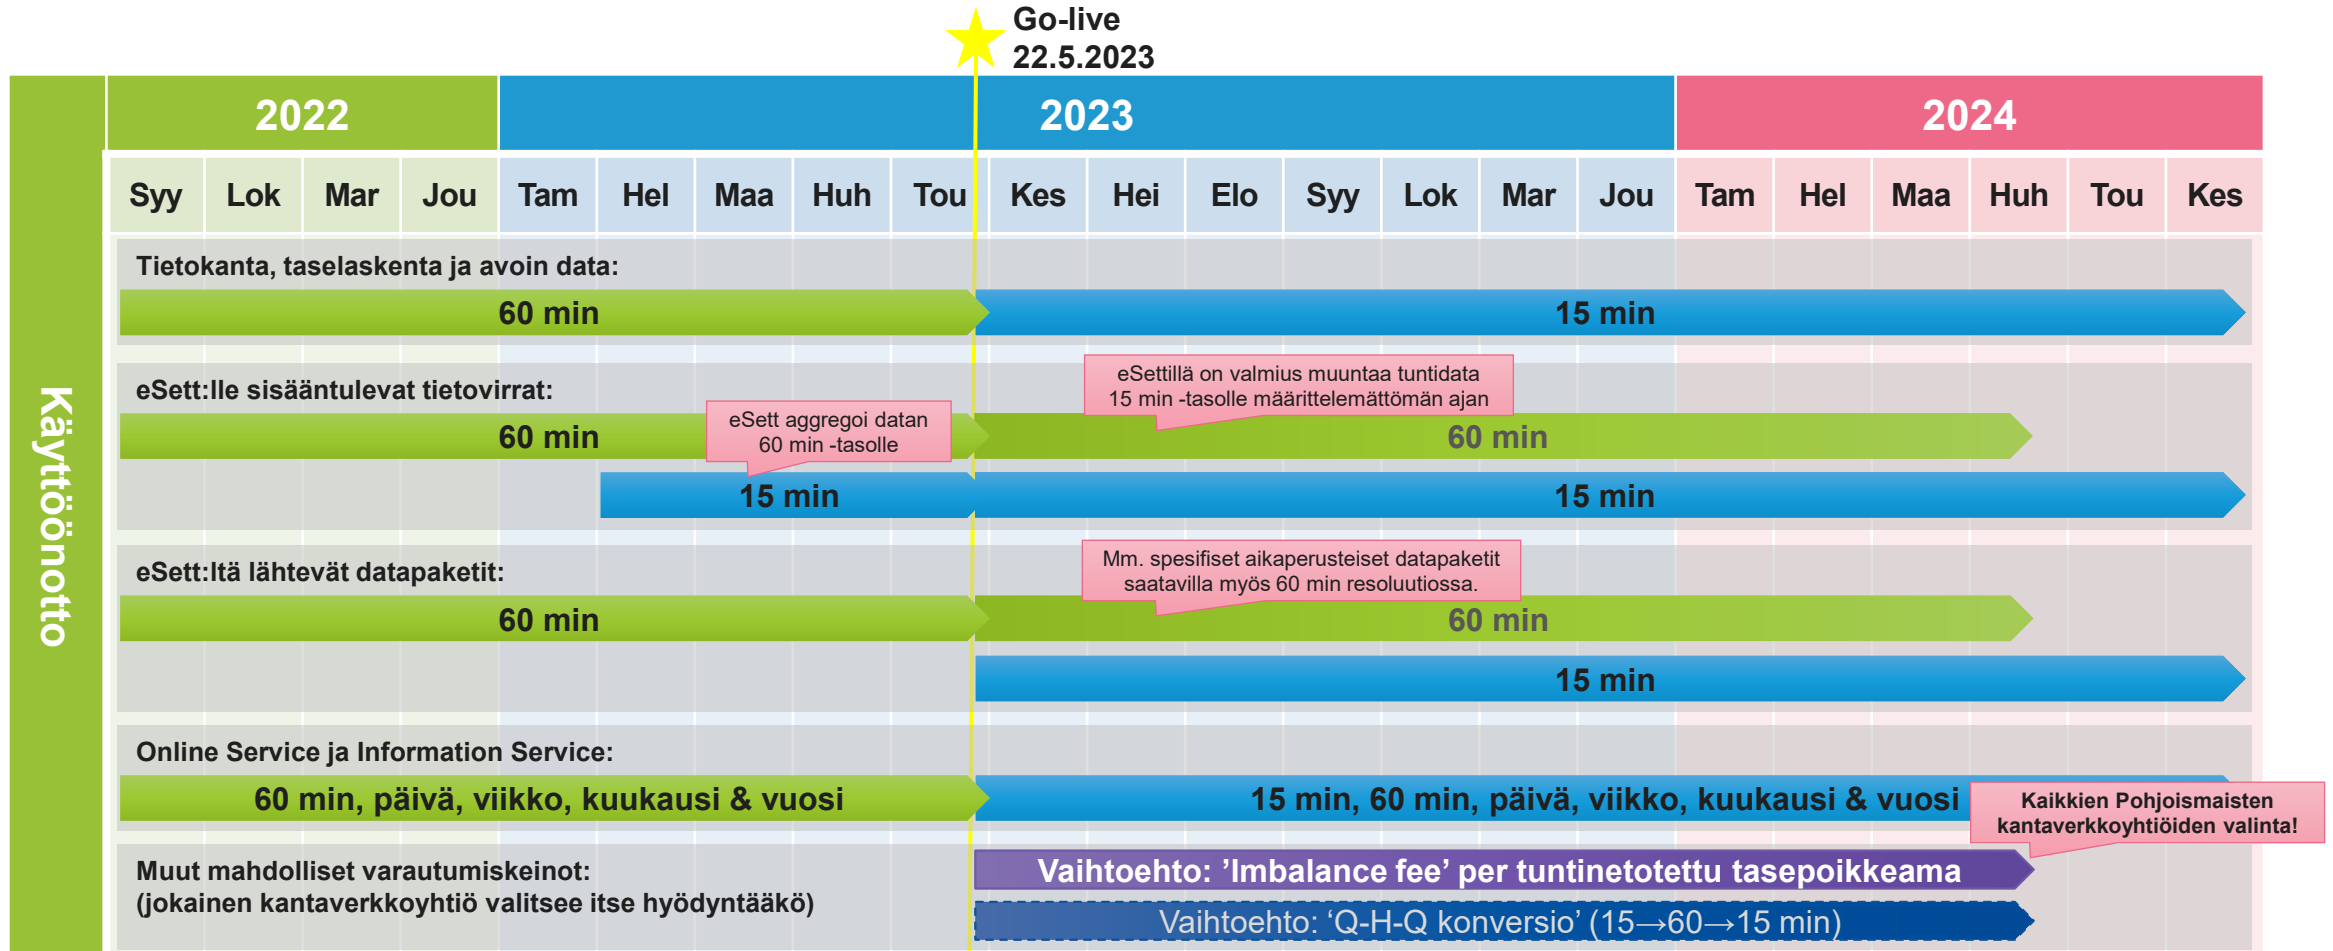 Go-live
22.5.2023
2022
2023
2024
Syy Lok Mar Jou Tam Hel Maa Huh Tou Kes Hei Elo Syy Lok Mar Jou Tam Hel Maa Huh Tou Kes
Käyttöönotto
Tietokanta, taselaskenta ja avoin data:
60 min
15 min
eSett:lle sisääntulevat tietovirrat:
eSettillä on valmius muuntaa tuntidata
15 min -tasolle määrittelemättömän ajan
eSett aggregoi datan
60 min -tasolle
60 min
60 min
15 min
15 min
eSett:ltä lähtevät datapaketit:
Mm. spesifiset aikaperusteiset datapaketit
saatavilla myös 60 min resoluutiossa.
60 min
60 min
15 min
Online Service ja Information Service:
60 min, päivä, viikko, kuukausi & vuosi
15 min, 60 min, päivä, viikko, kuukausi & vuosi
Kaikkien Pohjoismaisten
kantaverkkoyhtiöiden valinta!
Muut mahdolliset varautumiskeinot:
(jokainen kantaverkkoyhtiö valitsee itse hyödyntääkö)
Vaihtoehto: ’Imbalance fee’ per tuntinetotettu tasepoikkeama
Vaihtoehto: ‘Q-H-Q konversio’ (15→60→15 min)